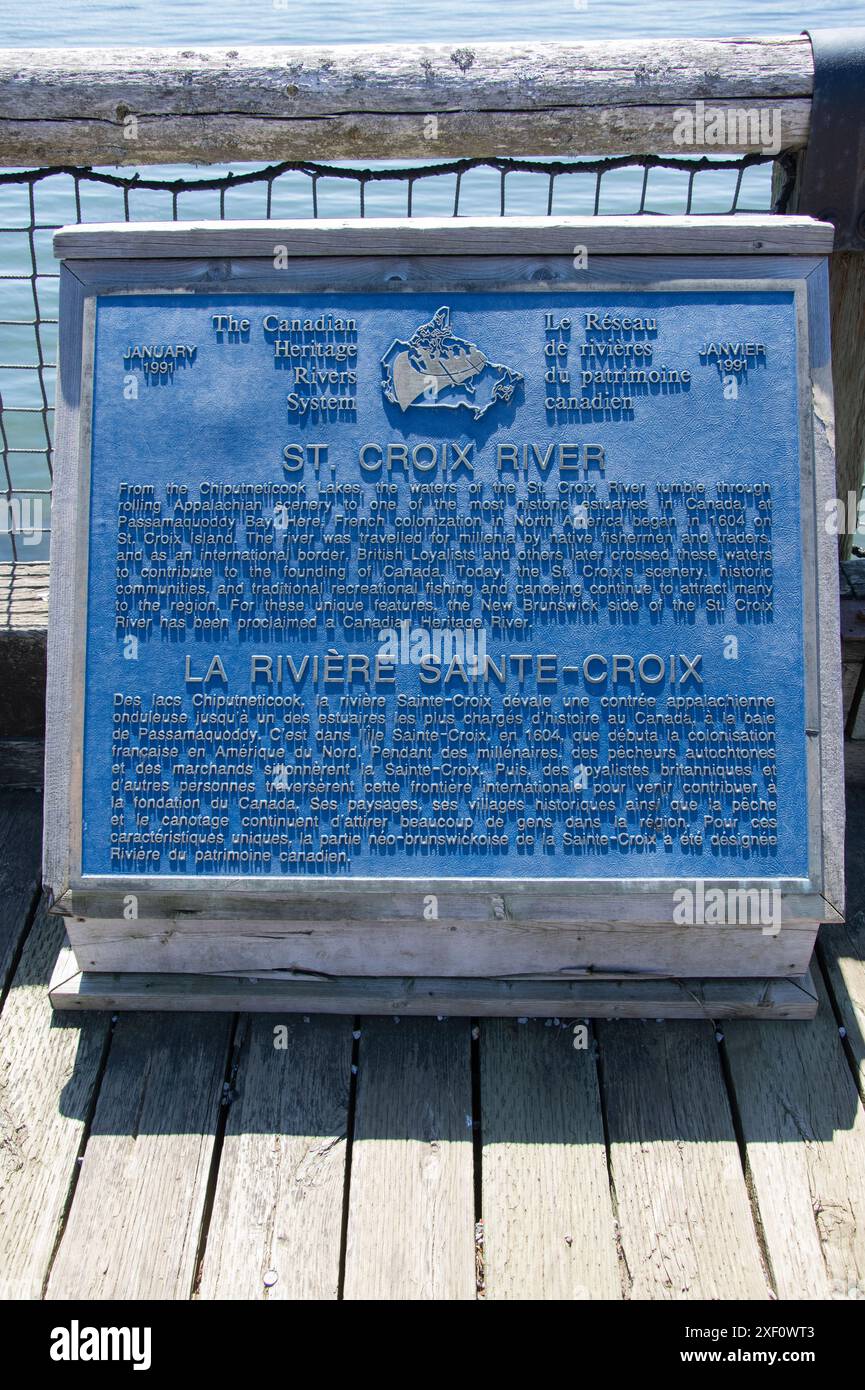 JANUARY
1991
The Canadian
Heritage
Rivers
System
Le Réseau
de rivières
du patrimoine
canadien
JANVIER
1991
ST. CROIX RIVER
From the Chiputneticook Lakes, the waters of the St. Croix River tumble through
rolling Appalachian scenery to one of the most historic estuaries in Canada, at
Passamaquoddy Bay. Here, French colonization in North America began in 1604 on
St. Croix Island. The river was travelled for millenia by native fishermen and traders,
and as an international border, British Loyalists and others later crossed these waters
to contribute to the founding of Canada. Today, the St. Croix's scenery, historic
communities, and traditional recreational fishing and canoeing continue to attract many
to the region. For these unique features, the New Brunswick side of the St. Croix
River has been proclaimed a Canadian Heritage River.
LA RIVIÈRE SAINTE-CROIX
Des lacs Chiputneticook, la rivière Sainte-Croix dévale une contrée appalachienne
onduleuse jusqu'à un des estuaires les plus chargés d'histoire au Canada, à la baie
de Passamaquoddy. C'est dans l'île Sainte-Croix, en 1604, que débuta la colonisation
française en Amérique du Nord. Pendant des millénaires, des pêcheurs autochtones
et des marchands sillonnèrent la Sainte-Croix. Puis, des loyalistes britanniques et
d'autres personnes traversèrent cette frontière internationale pour venir contribuer à
la fondation du Canada. Ses paysages, ses villages historiques ainsi que la pêche
et le canotage continuent d'attirer beaucoup de gens dans la région. Pour ces
caractéristiques uniques, la partie néo-brunswickoise de la Sainte-Croix a été désignée
Rivière du patrimoine canadien.
alamy
Image ID: 2XF0WT3
www.alamy.com